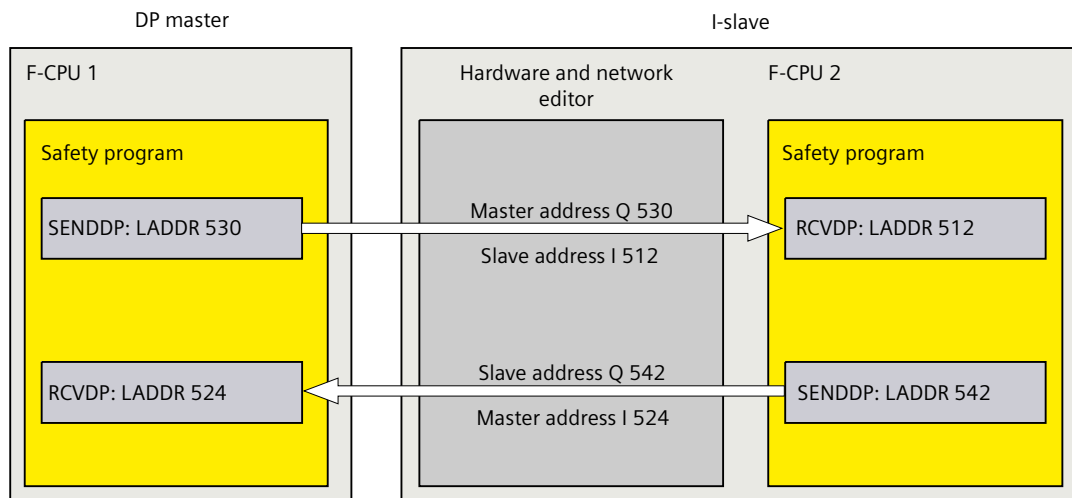 DP master
I-slave
F-CPU 1
Hardware and network
editor
F-CPU 2
Safety program
Safety program
SENDDP: LADDR 530
Master address Q 530
Slave address I 512
RCVDP: LADDR 512
RCVDP: LADDR 524
Slave address Q 542
Master address I 524
SENDDP: LADDR 542